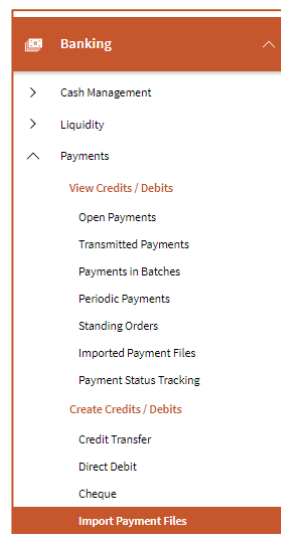 Banking
Cash Management
Liquidity
Payments
View Credits / Debits
Open Payments
Transmitted Payments
Payments in Batches
Periodic Payments
Standing Orders
Imported Payment Files
Payment Status Tracking
Create Credits / Debits
Credit Transfer
Direct Debit
Cheque
Import Payment Files